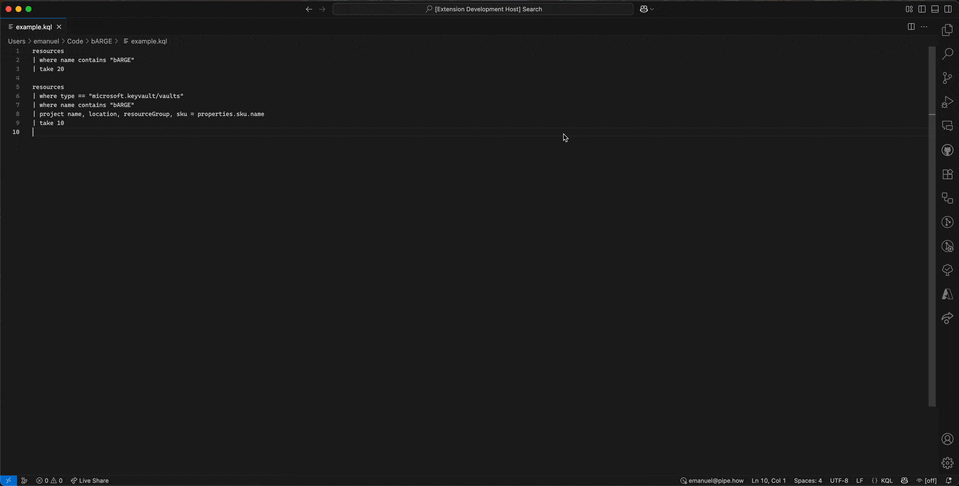 [Extension Development Host] Search
example.kql
Users > emanuel > Code > bARGE > example.kql
1 resources
2 | where name contains "bARGE"
3 | take 20
4
5 resources
6 | where type == "microsoft.keyvault/vaults"
7 | where name contains "bARGE"
8 | project name, location, resourceGroup, sku = properties.sku.name
9 | take 10
10
0 0 Live Share emanuel@pipe.how Ln 10, Col 1 Spaces: 4 UTF-8 LF {} KQL [off]